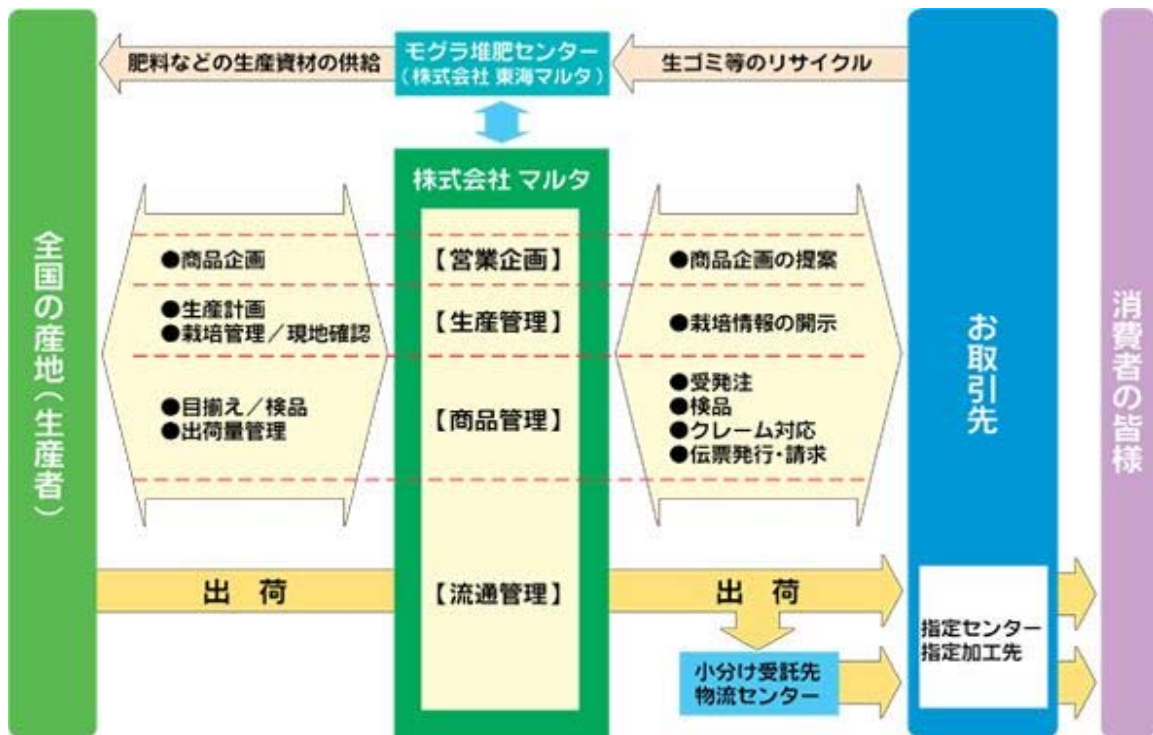 肥料などの生産資材の供給
モグラ堆肥センター
（株式会社 東海マルタ）
生ゴミ等のリサイクル
株式会社 マルタ
全国の産地（生産者）
●商品企画
●生産計画
●栽培管理／現地確認
●目揃え／検品
●出荷量管理
【営業企画】
【生産管理】
【商品管理】
【流通管理】
●商品企画の提案
●栽培情報の開示
●受発注
●検品
●クレーム対応
●伝票発行・請求
お取引先
消費者の皆様
出 荷
出 荷
小分け受託先
物流センター
指定センター
指定加工先